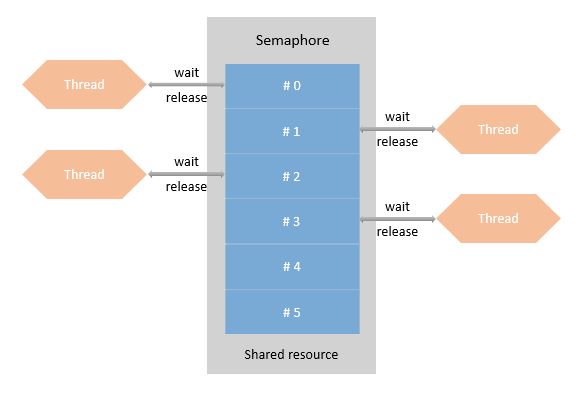 Semaphore
wait
Thread
release
# 0
wait
Thread
release
# 1
wait
Thread
release
# 2
wait
Thread
release
# 3
# 4
# 5
Shared resource